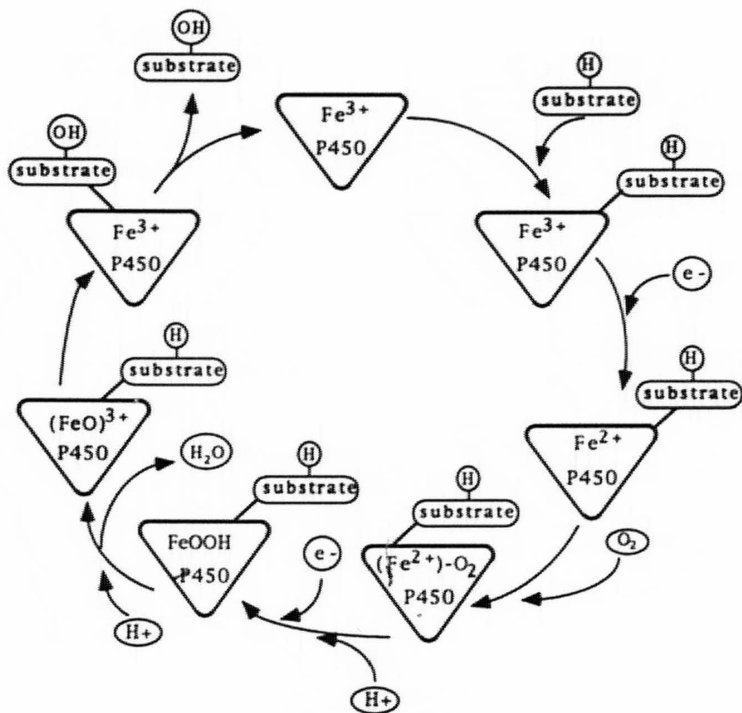 OH
substrate
Fe3+
P450
H
substrate
H
substrate
Fe3+
P450
e -
H
substrate
Fe2+
P450
O2
H
substrate
(Fe2+)-O2
P450
H+
e -
H
substrate
FeOOH
P450
H2O
H+
H
substrate
(FeO)3+
P450
OH
substrate
Fe3+
P450